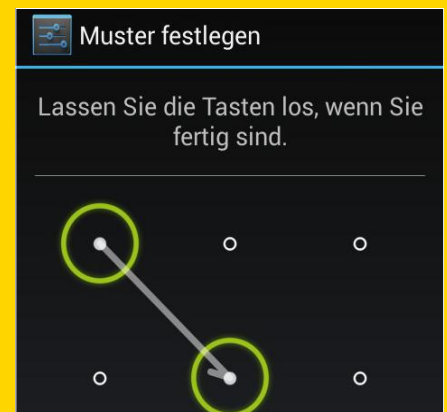 Muster festlegen
Lassen Sie die Tasten los, wenn Sie
fertig sind.